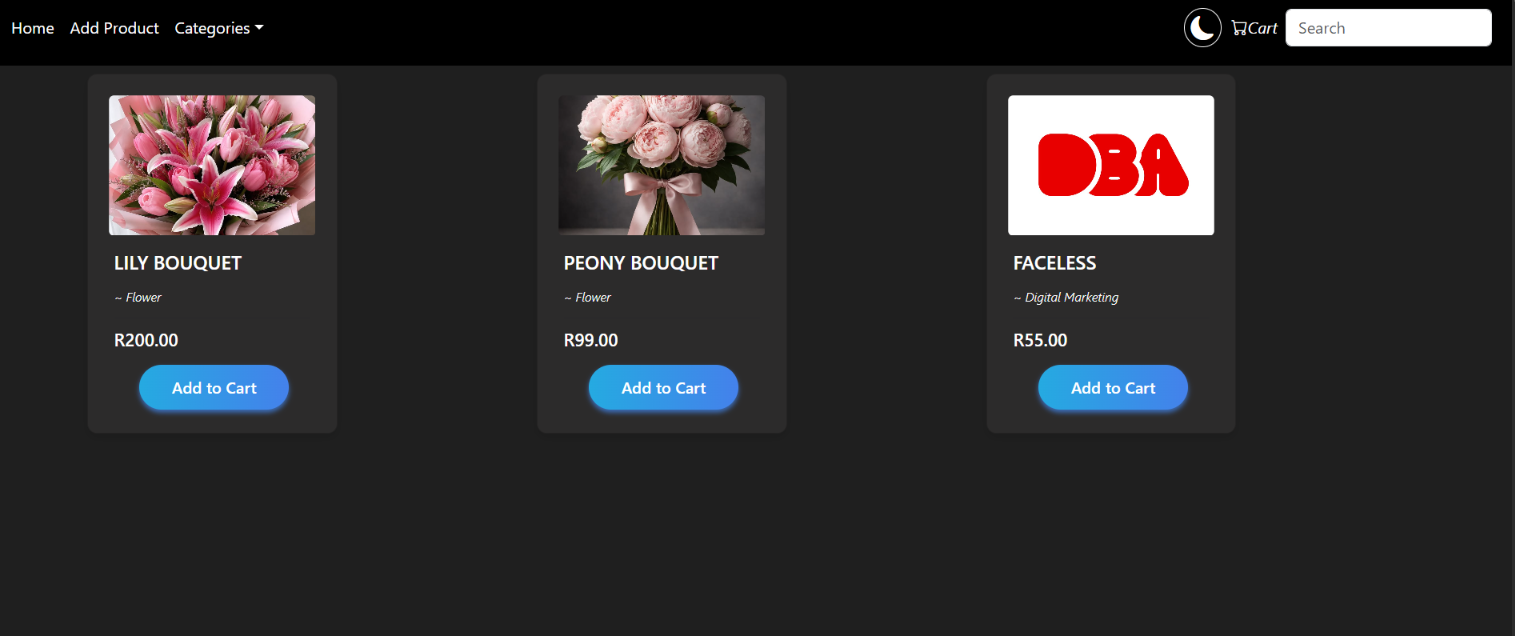 Home Add Product Categories Cart Search
DBA
LILY BOUQUET
~ Flower
R200.00
Add to Cart
PEONY BOUQUET
~ Flower
R99.00
Add to Cart
FACELESS
~ Digital Marketing
R55.00
Add to Cart